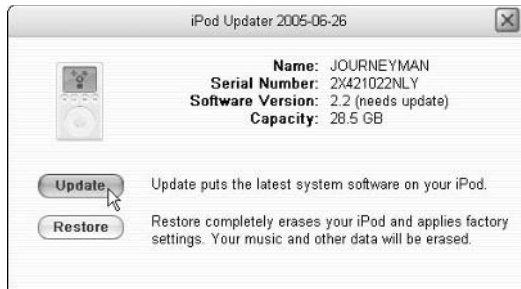 iPod Updater 2005-06-26
Name: JOURNEYMAN
Serial Number: 2X421022NLY
Software Version: 2.2 (needs update)
Capacity: 28.5 GB
Update
Update puts the latest system software on your iPod.
Restore
Restore completely erases your iPod and applies factory
settings. Your music and other data will be erased.